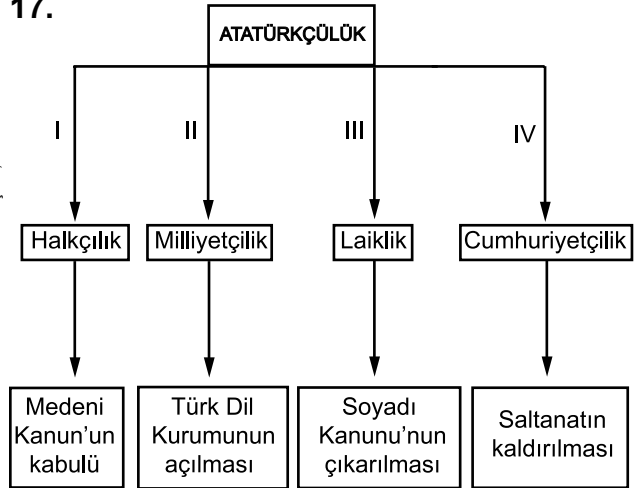 17.
ATATÜRKÇÜLÜK
I
II
III
IV
Halkçılık
Milliyetçilik
Laiklik
Cumhuriyetçilik
Medeni
Kanun'un
kabulü
Türk Dil
Kurumunun
açılması
Soyadı
Kanunu'nun
çıkarılması
Saltanatın
kaldırılması